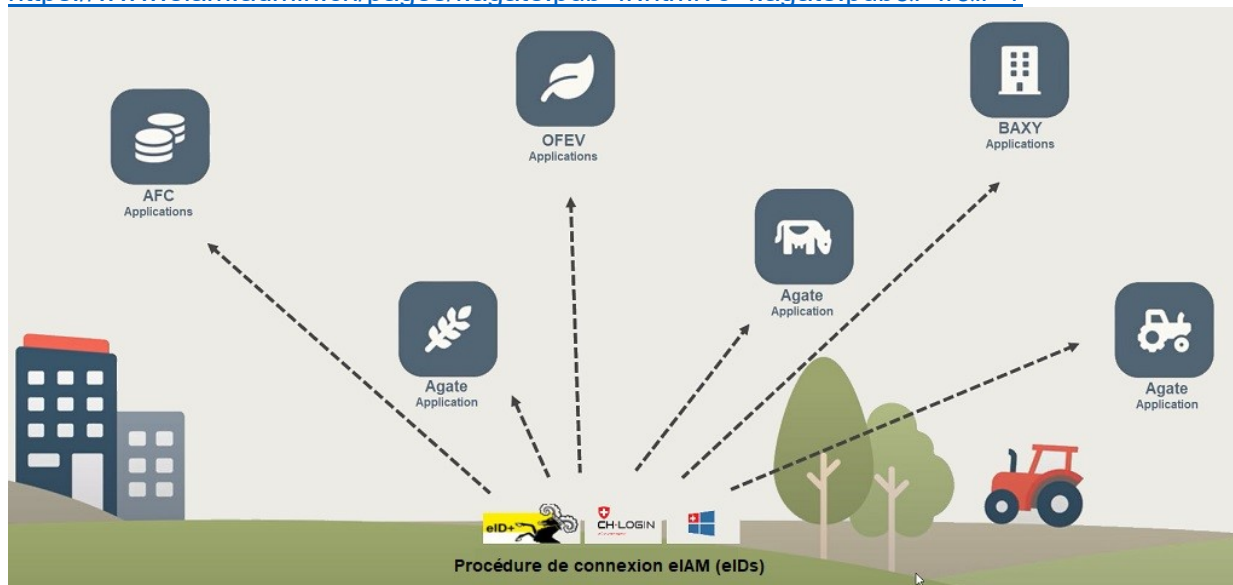 OFEV
Applications
BAXY
Applications
AFC
Applications
Agate
Application
Agate
Application
Agate
Application
eID+
CH-LOGIN
Procédure de connexion eIAM (eIDs)